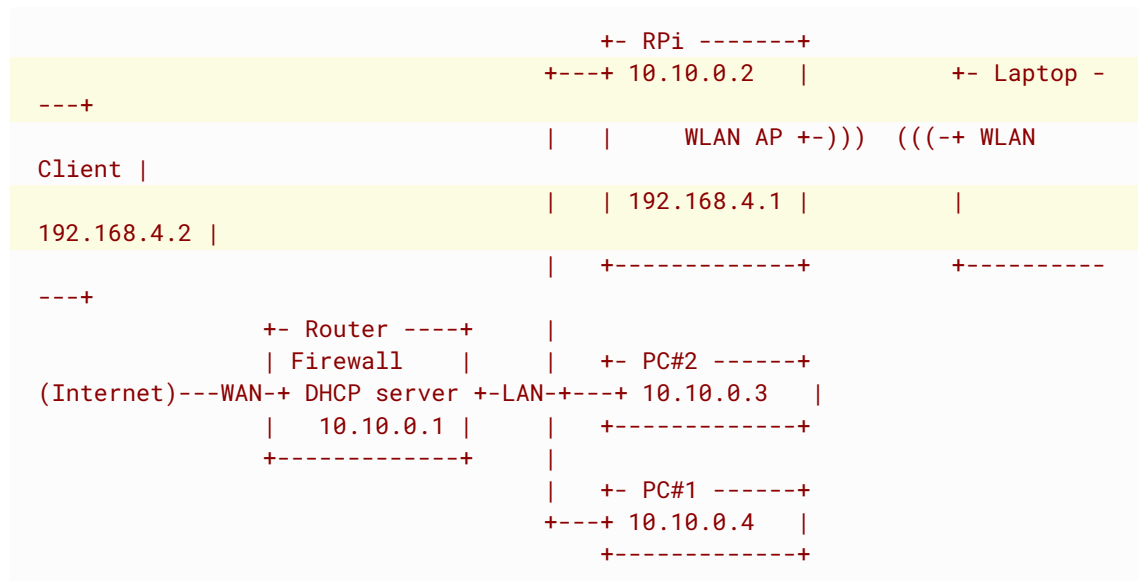 +- RPi -------+
+---+ 10.10.0.2   |          +- Laptop -
---+
|   |     WLAN AP +-)))  (((-+ WLAN
Client |
|   | 192.168.4.1 |          |
192.168.4.2 |
|   +-------------+          +----------
---+
+- Router ----+     |
| Firewall    |     |   +- PC#2 ------+
(Internet)---WAN-+ DHCP server +-LAN-+---+ 10.10.0.3   |
|   10.10.0.1 |     |   +-------------+
+-------------+     |
|   +- PC#1 ------+
+---+ 10.10.0.4   |
+-------------+